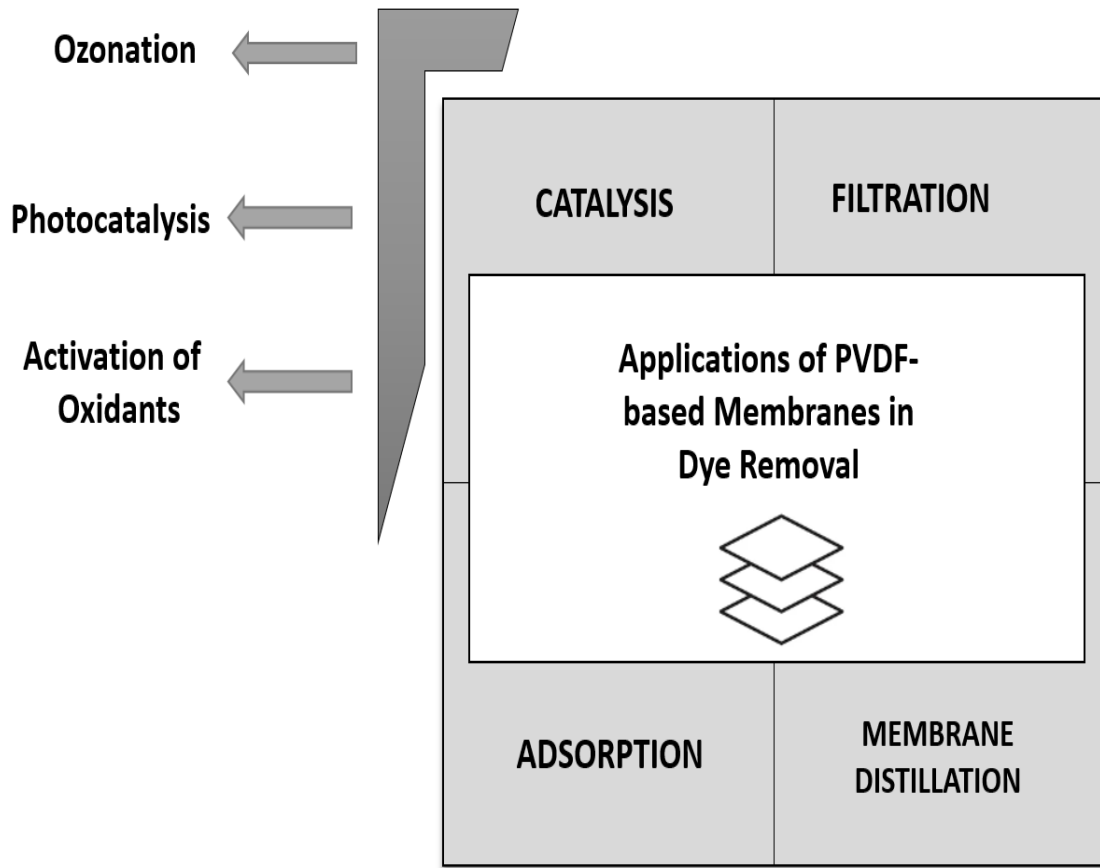 Ozonation
Photocatalysis
Activation of
Oxidants
CATALYSIS
FILTRATION
Applications of PVDF-
based Membranes in
Dye Removal
ADSORPTION
MEMBRANE
DISTILLATION